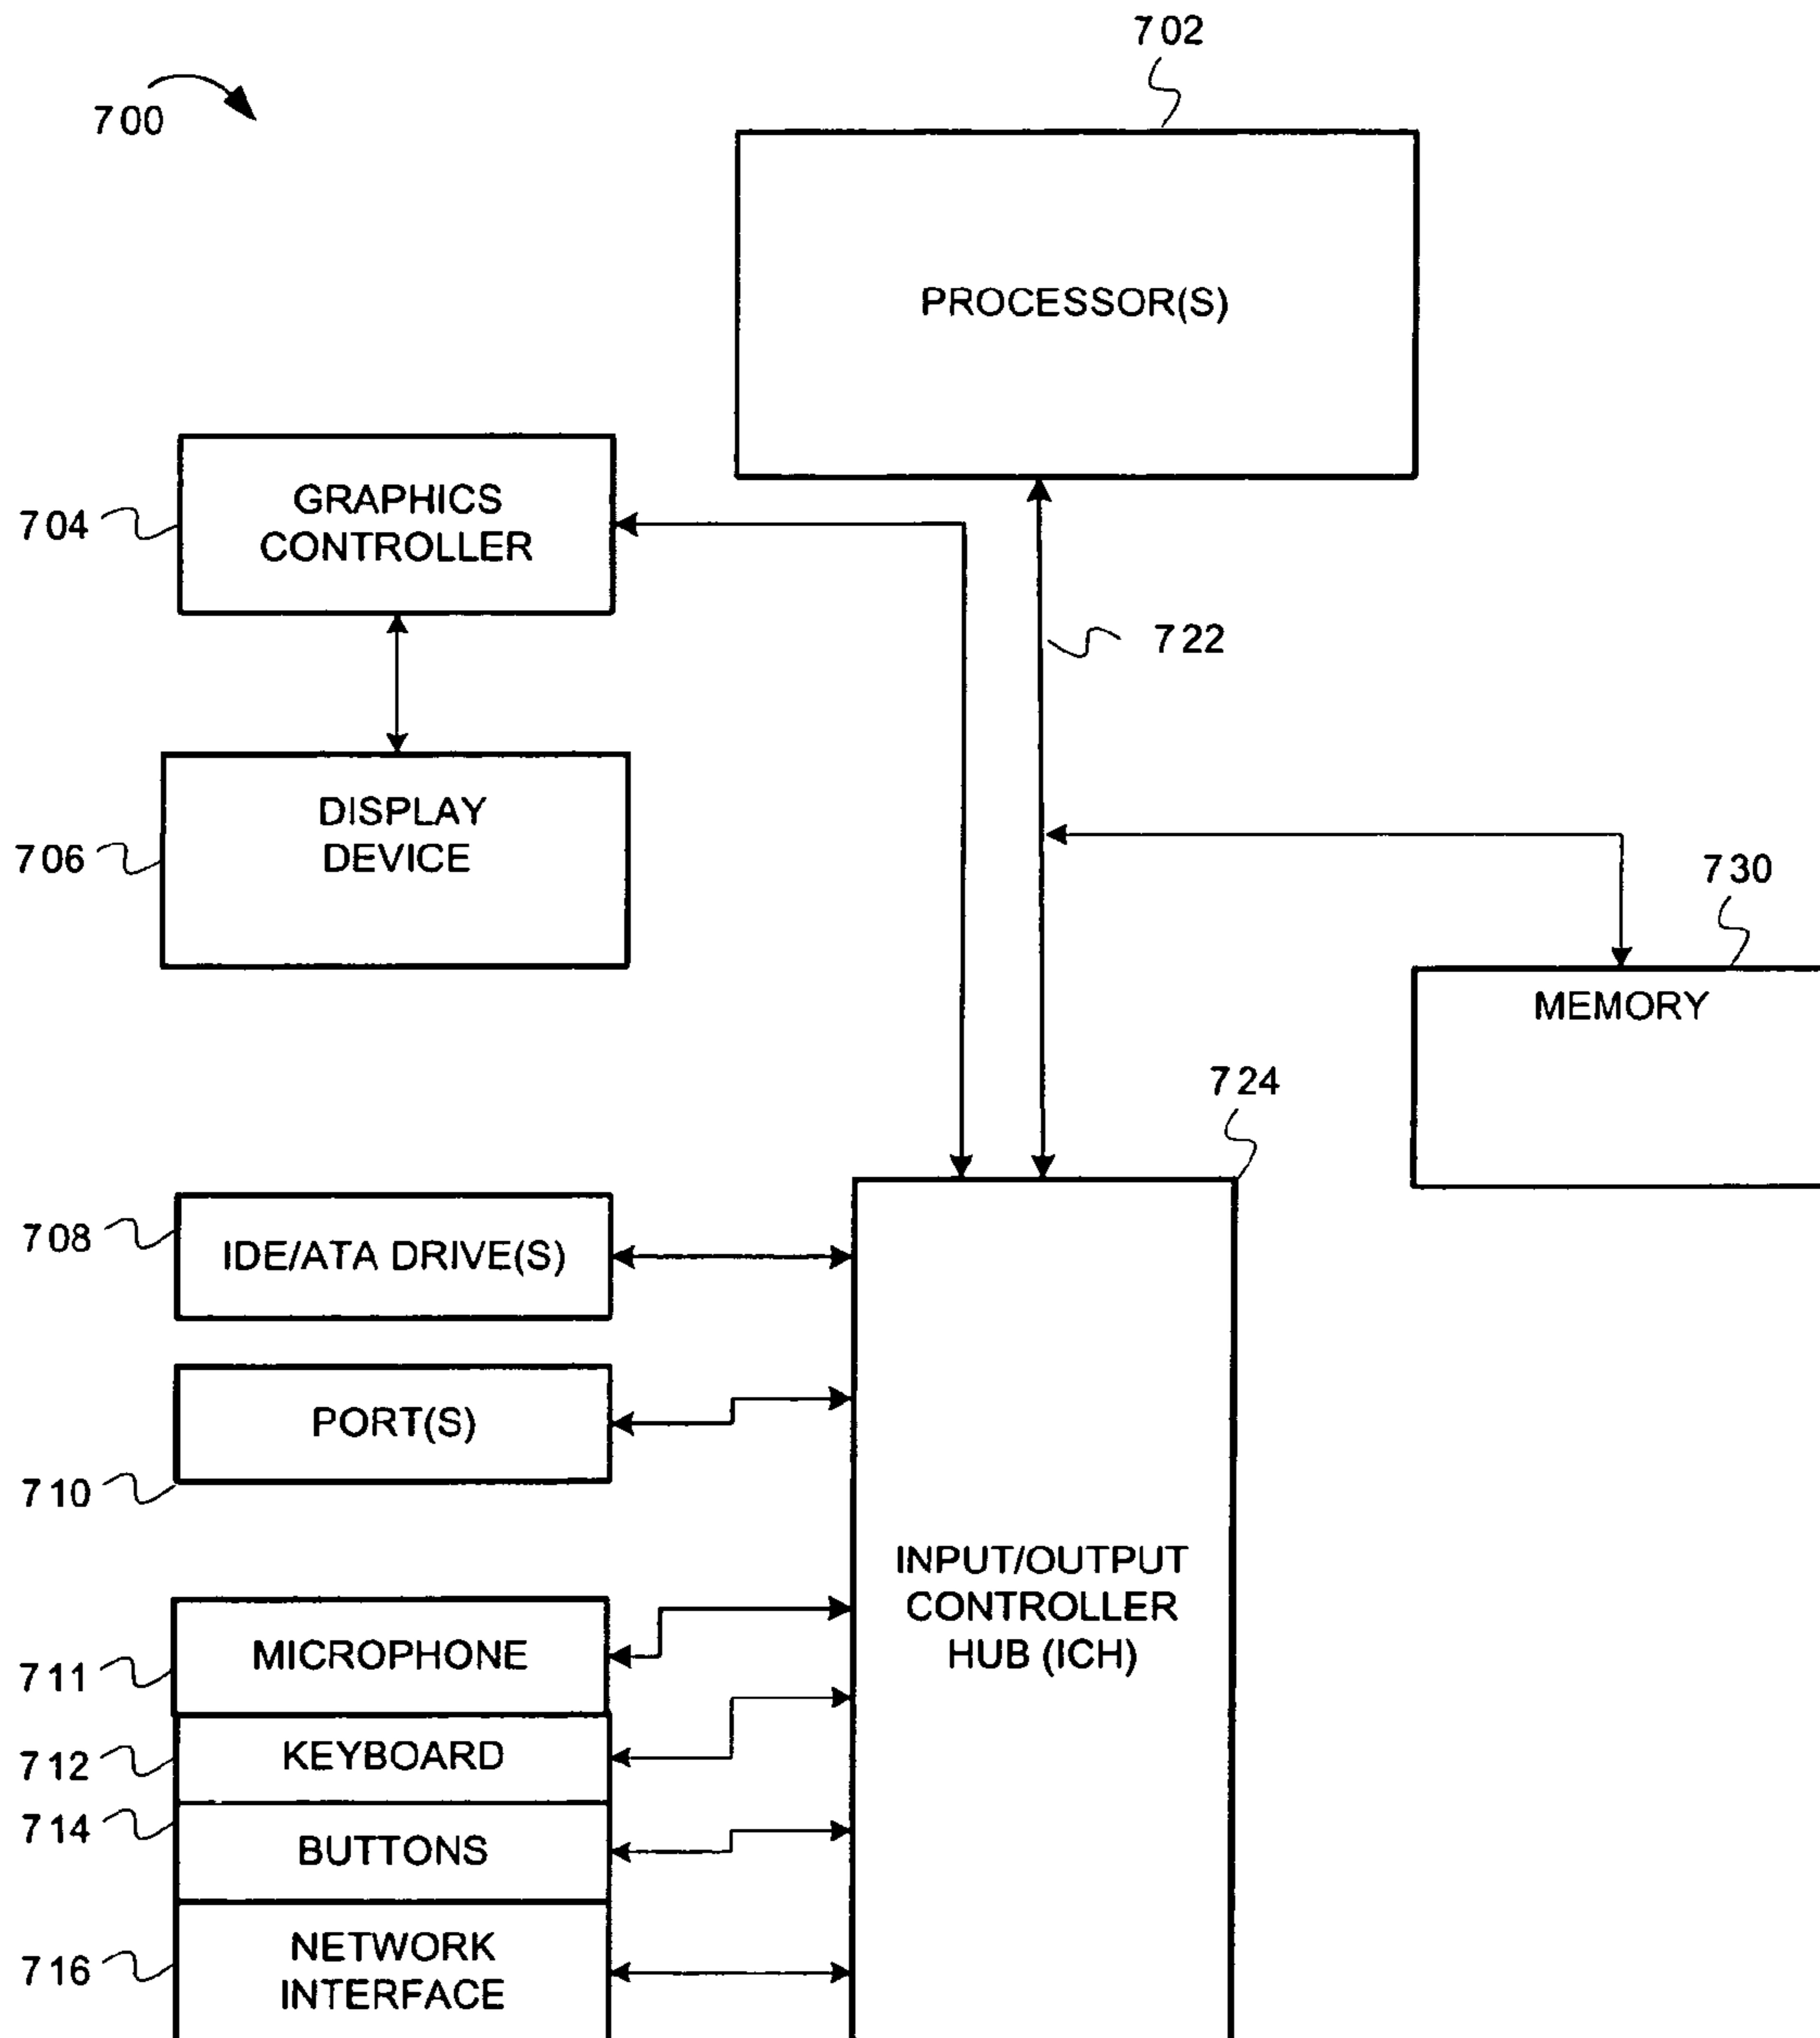 702
700
PROCESSOR(S)
GRAPHICS
CONTROLLER
704
722
DISPLAY
DEVICE
706
730
MEMORY
724
708
IDE/ATA DRIVE(S)
PORT(S)
710
INPUT/OUTPUT
CONTROLLER
HUB (ICH)
MICROPHONE
711
KEYBOARD
712
714
BUTTONS
NETWORK
INTERFACE
716